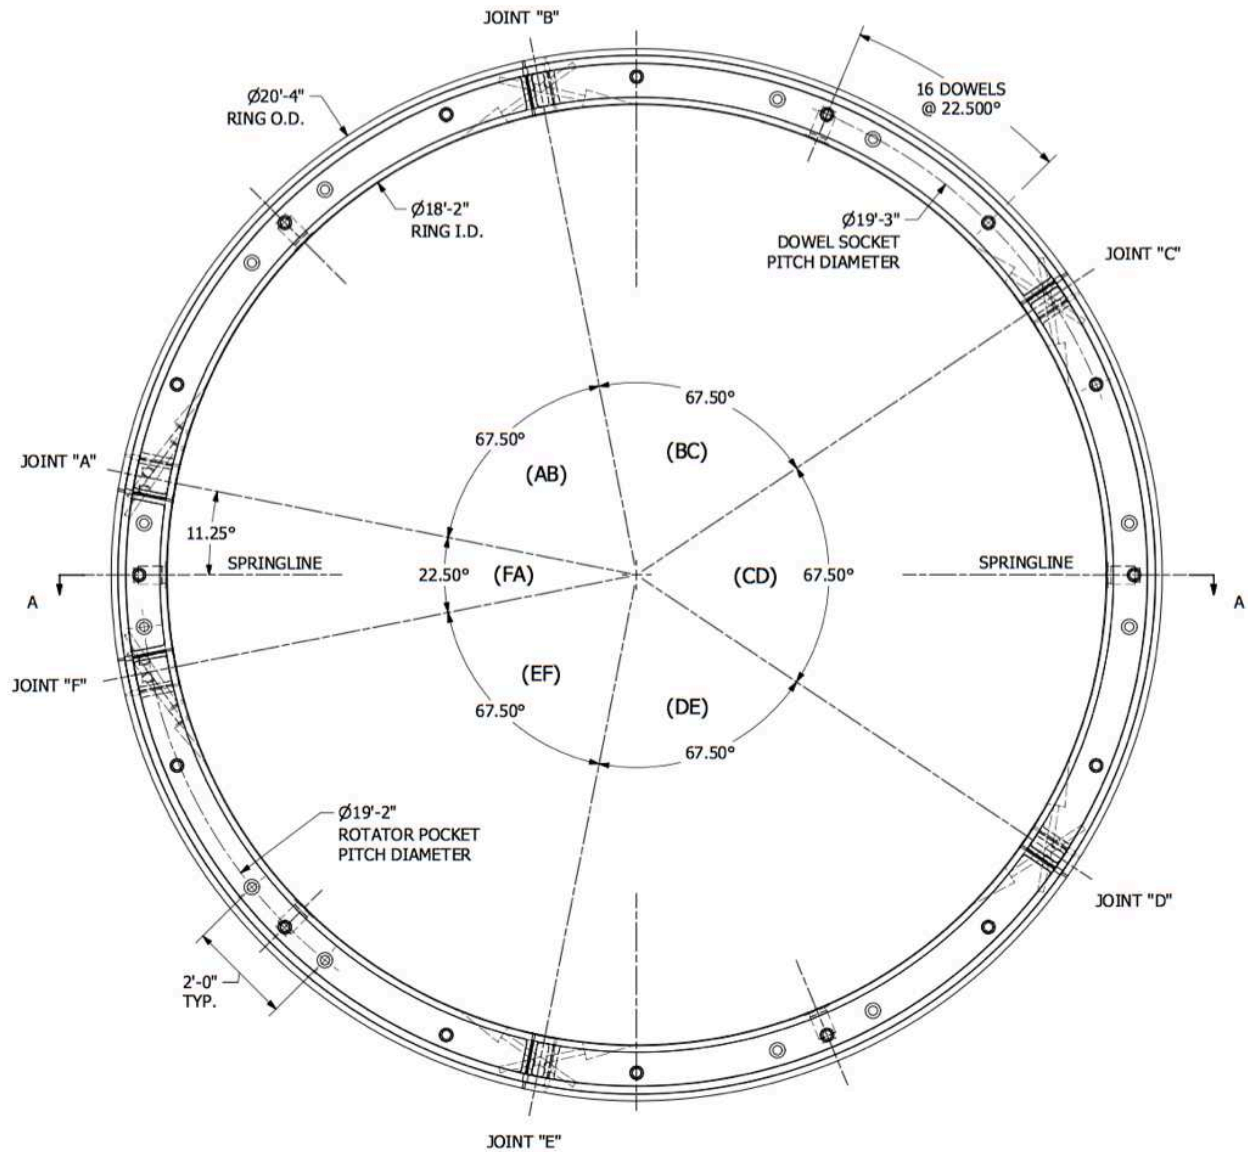 JOINT "B"
Ø20'-4"
RING O.D.
16 DOWELS
@ 22.500°
Ø18'-2"
RING I.D.
Ø19'-3"
DOWEL SOCKET
PITCH DIAMETER
JOINT "C"
67.50°
67.50°
(BC)
(AB)
JOINT "A"
11.25°
SPRINGLINE
22.50°
(FA)
(CD)
67.50°
SPRINGLINE
A
A
JOINT "F"
(EF)
67.50°
(DE)
67.50°
Ø19'-2"
ROTATOR POCKET
PITCH DIAMETER
JOINT "D"
2'-0"
TYP.
JOINT "E"